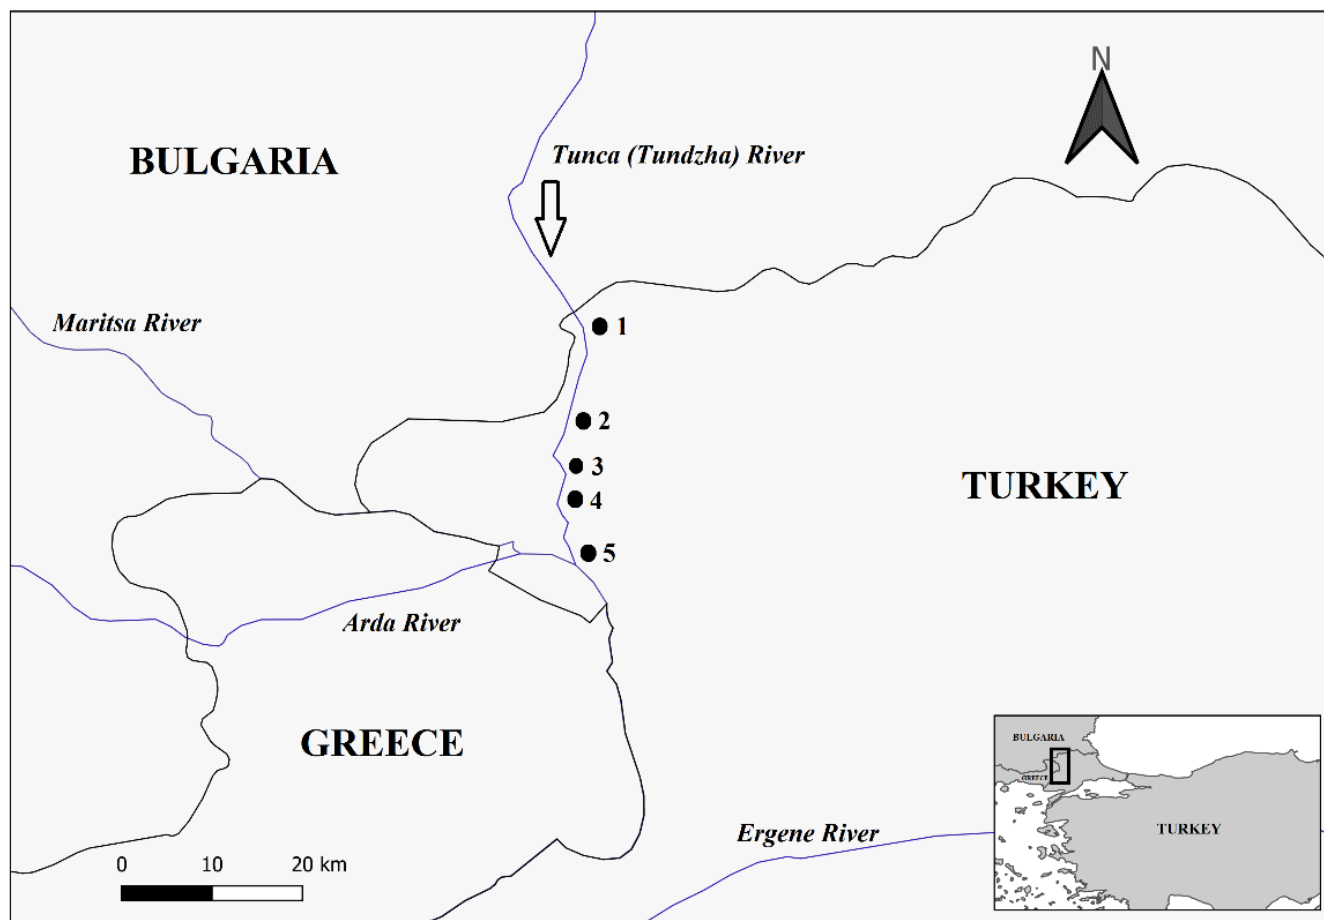 N
BULGARIA
Tunca (Tundzha) River
Maritsa River
1
2
3
4
5
TURKEY
Arda River
GREECE
Ergene River
0 10 20 km
BULGARIA
GREECE
TURKEY